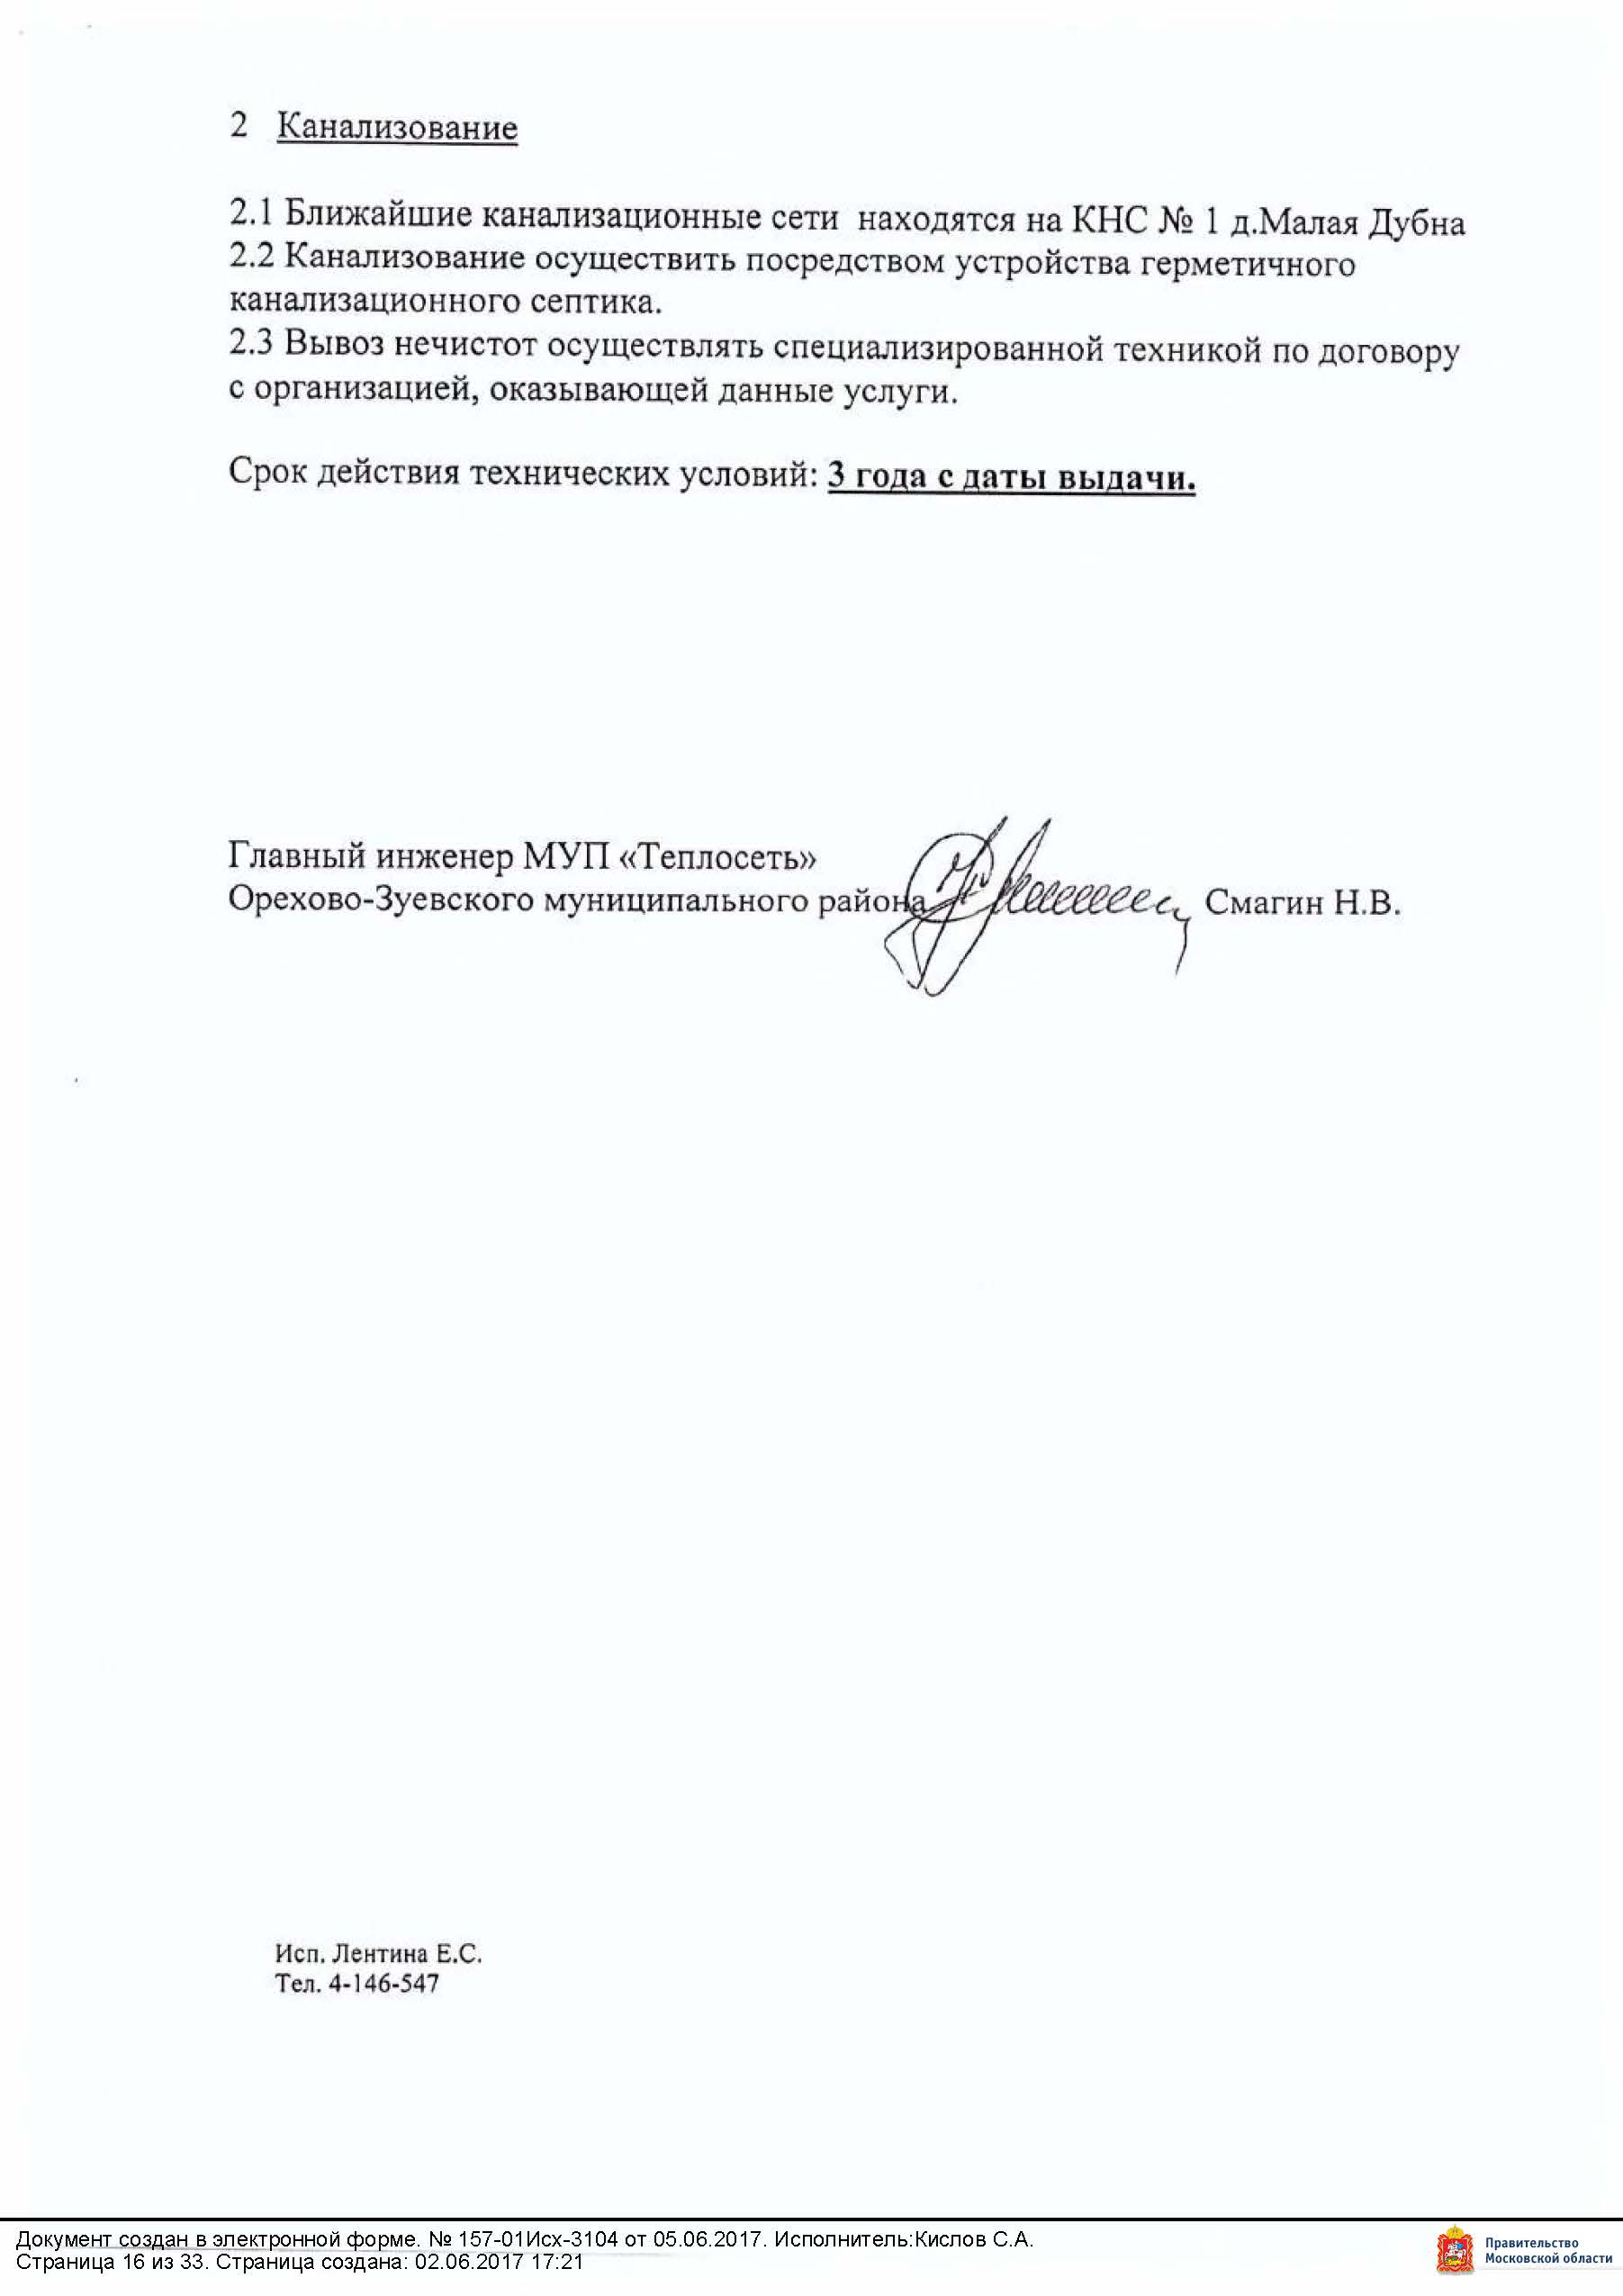 2 Канализование
2.1 Ближайшие канализационные сети находятся на КНС № 1 д.Малая Дубна
2.2 Канализование осуществить посредством устройства герметичного
канализационного септика.
2.3 Вывоз нечистот осуществлять специализированной техникой по договору
с организацией, оказывающей данные услуги.
Срок действия технических условий: 3 года с даты выдачи.
Главный инженер МУП «Теплосеть»
Орехово-Зуевского муниципального района Смагин Н.В.
Исп. Лентина Е.С.
Тел. 4-146-547
Документ создан в электронной форме. № 157-01Исх-3104 от 05.06.2017. Исполнитель:Кислов С.А.
Страница 16 из 33. Страница создана: 02.06.2017 17:21
Правительство
Московской области